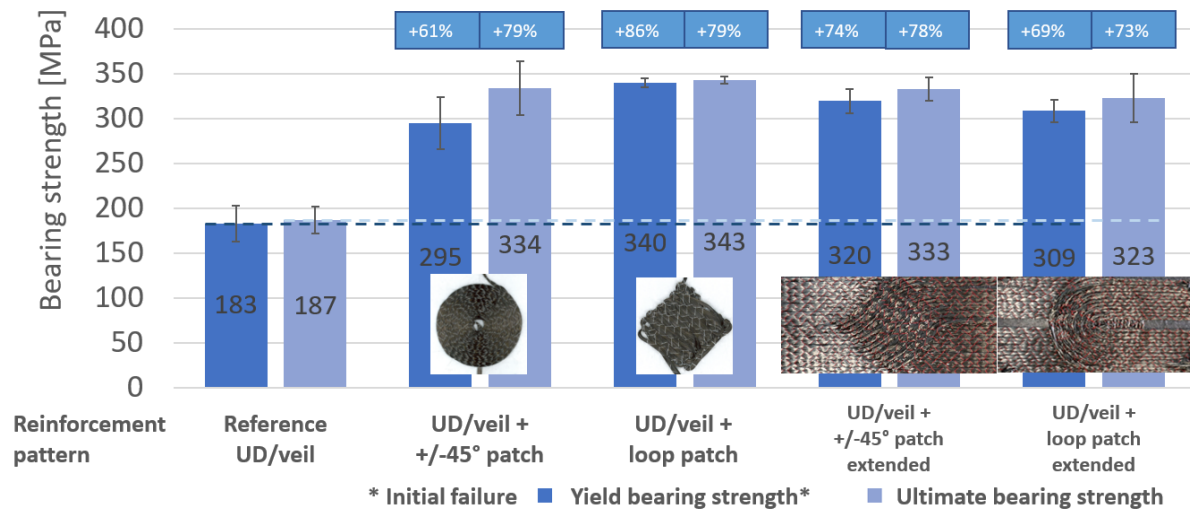 +61% +79% +86% +79% +74% +78% +69% +73%
Bearing strength [MPa]
400
350
300
250
200
150
100
50
0
183 187 295 334 340 343 320 333 309 323
Reinforcement
pattern
Reference
UD/veil
UD/veil +
+/-45° patch
UD/veil +
loop patch
UD/veil +
+/-45° patch
extended
UD/veil +
loop patch
extended
* Initial failure Yield bearing strength* Ultimate bearing strength